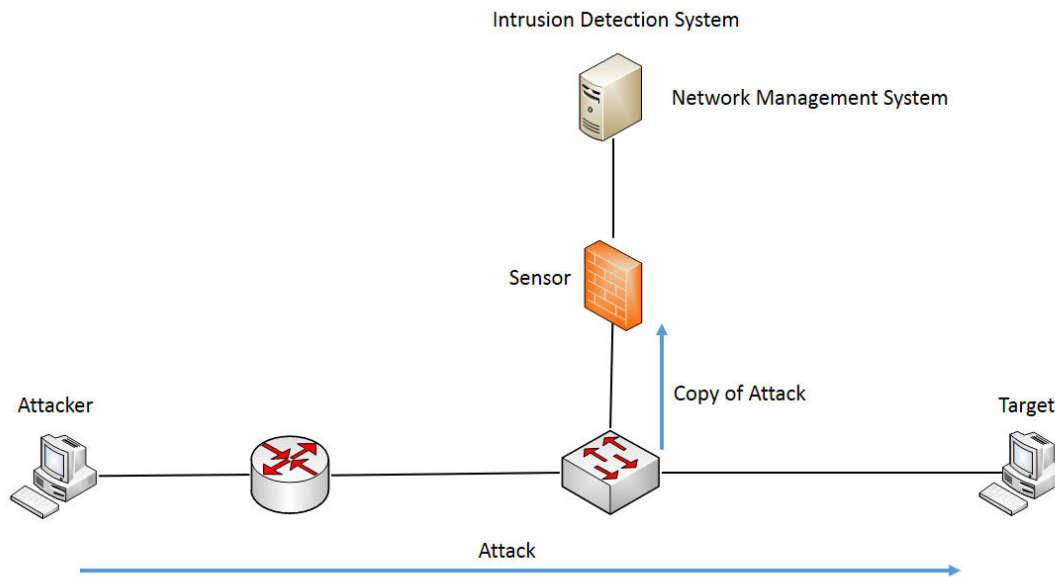 Intrusion Detection System
Network Management System
Sensor
Copy of Attack
Attacker
Target
Attack